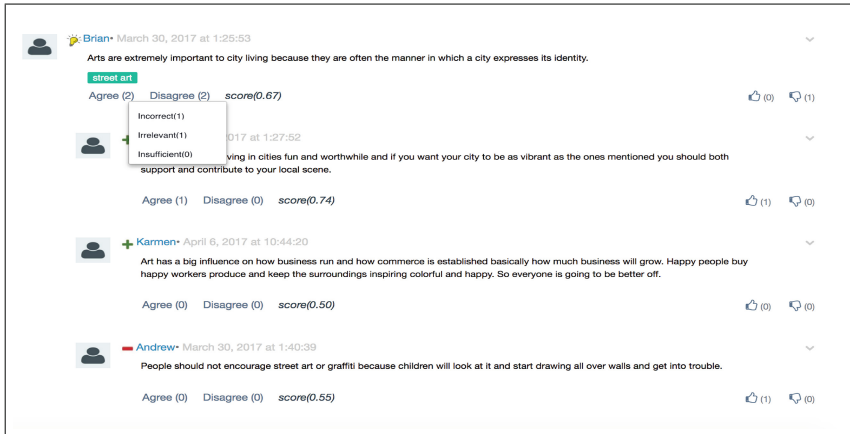 Brian• March 30, 2017 at 1:25:53
Arts are extremely important to city living because they are often the manner in which a city expresses its identity.
street art
Agree (2) Disagree (2) score(0.67) (0) (1)
Incorrect(1)
Irrelevant(1)
Insufficient(0)
2017 at 1:27:52
ving in cities fun and worthwhile and if you want your city to be as vibrant as the ones mentioned you should both
support and contribute to your local scene.
Agree (1) Disagree (0) score(0.74) (1) (0)
Karmen• April 6, 2017 at 10:44:20
Art has a big influence on how business run and how commerce is established basically how much business will grow. Happy people buy
happy workers produce and keep the surroundings inspiring colorful and happy. So everyone is going to be better off.
Agree (0) Disagree (0) score(0.50) (0) (0)
Andrew• March 30, 2017 at 1:40:39
People should not encourage street art or graffiti because children will look at it and start drawing all over walls and get into trouble.
Agree (0) Disagree (0) score(0.55) (1) (0)